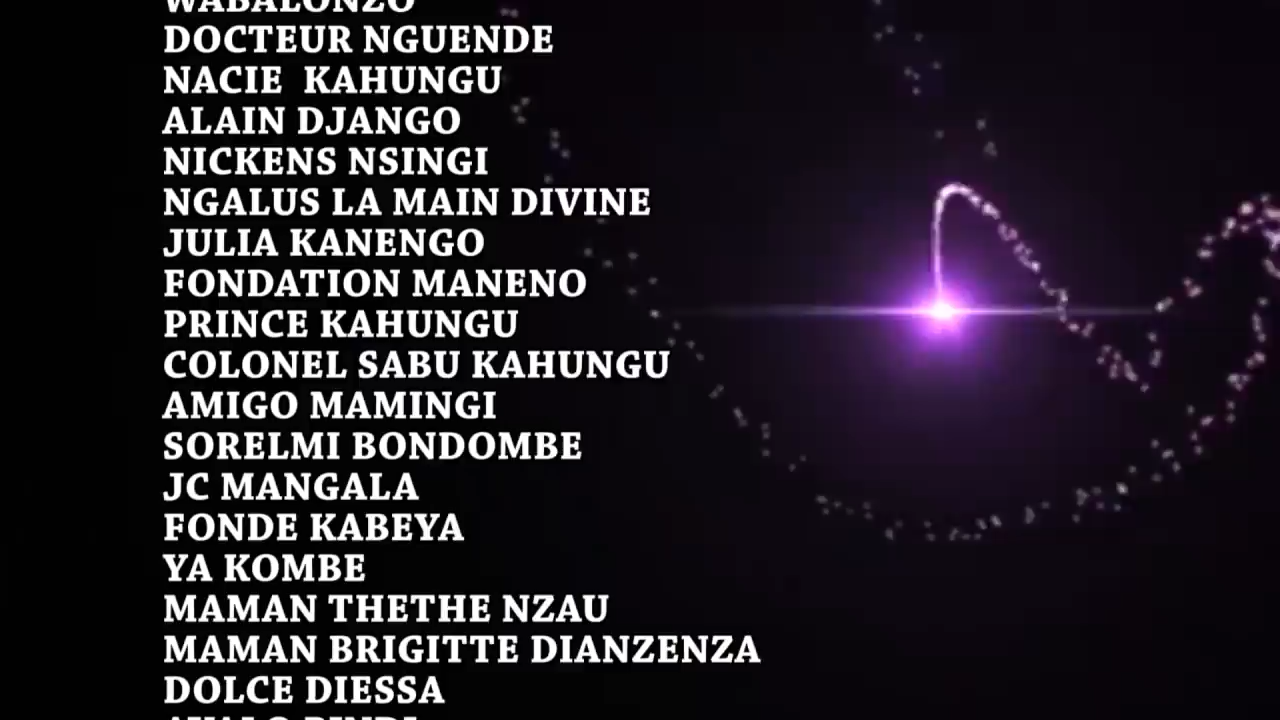 WABALONZO
DOCTEUR NGUENDE
NACIE  KAHUNGU
ALAIN DJANGO
NICKENS NSINGI
NGALUS LA MAIN DIVINE
JULIA KANENGO
FONDATION MANENO
PRINCE KAHUNGU
COLONEL SABU KAHUNGU
AMIGO MAMINGI
SORELMI BONDOMBE
JC MANGALA
FONDE KABEYA
YA KOMBE
MAMAN THETHE NZAU
MAMAN BRIGITTE DIANZENZA
DOLCE DIESSA